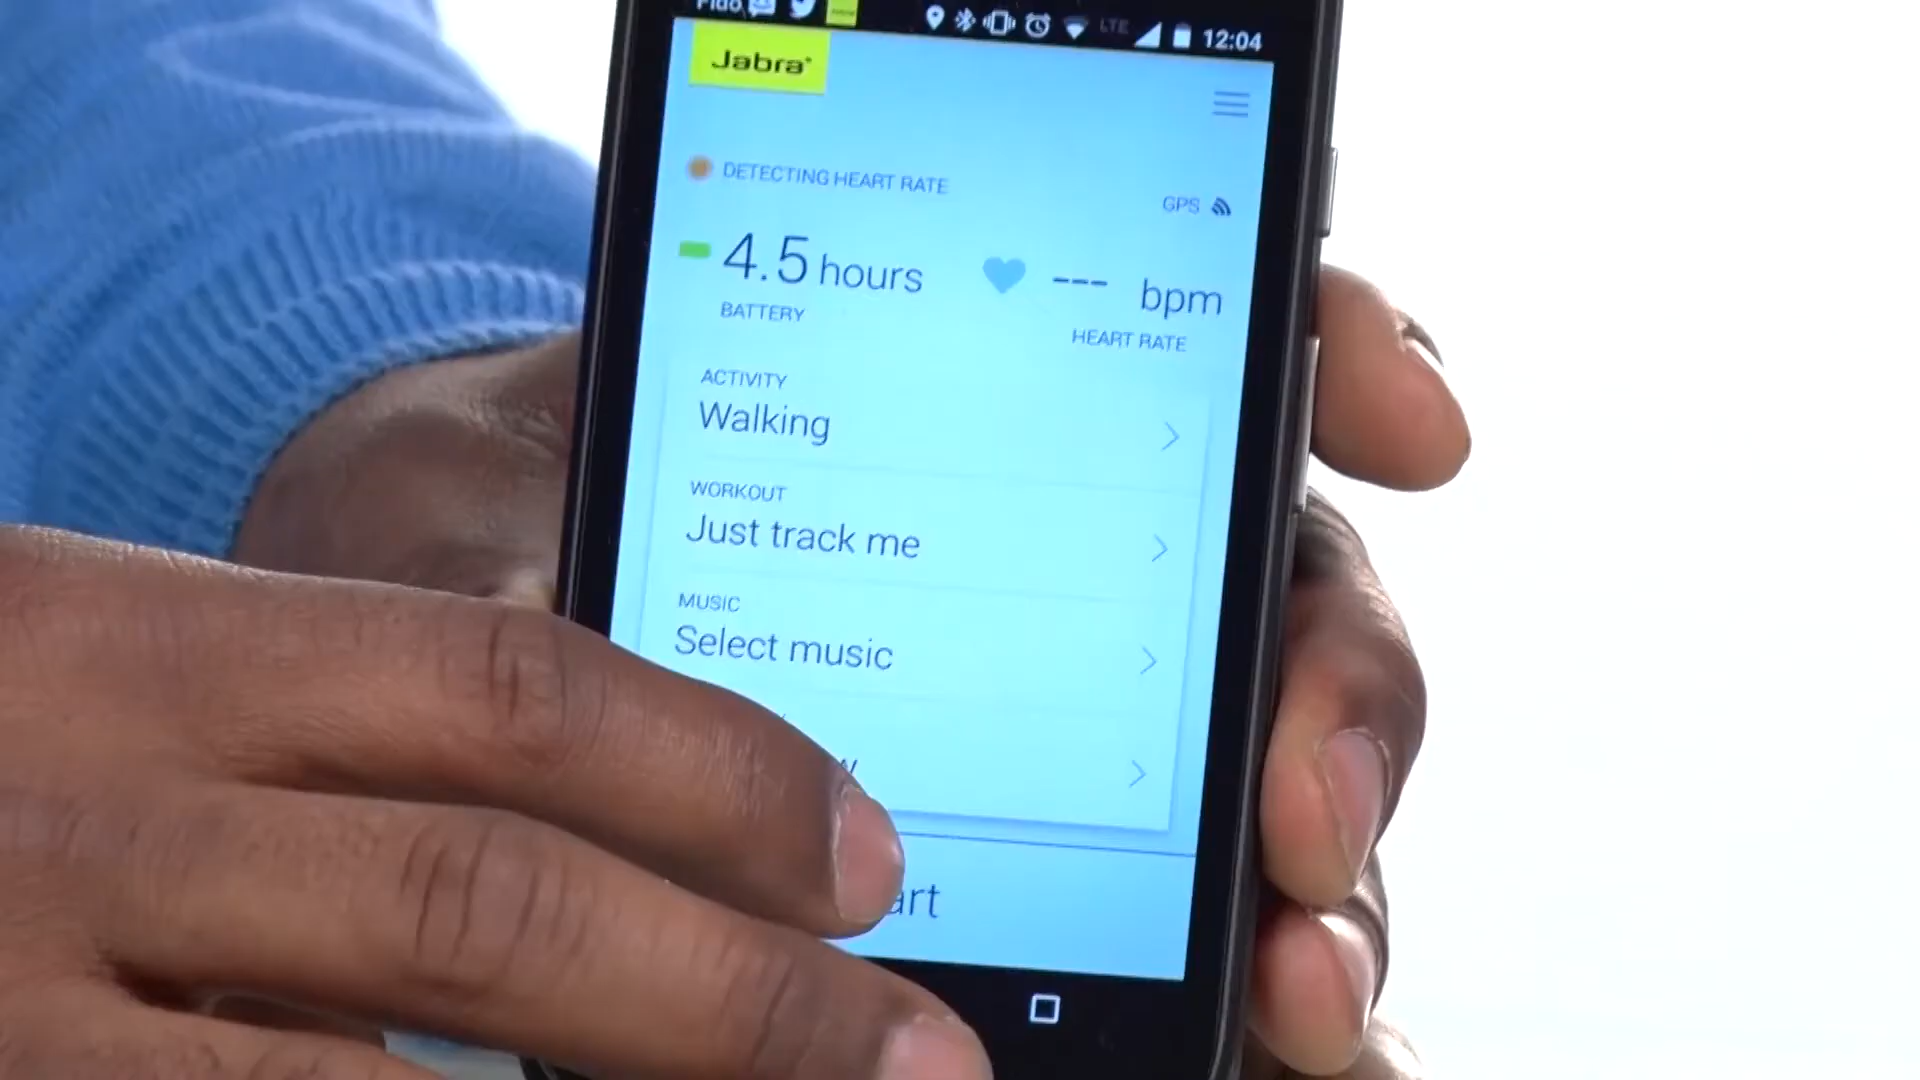 Fido
LTE 12:04
Jabra
DETECTING HEART RATE
GPS
4.5 hours
--- bpm
BATTERY
HEART RATE
ACTIVITY
Walking
WORKOUT
Just track me
MUSIC
Select music